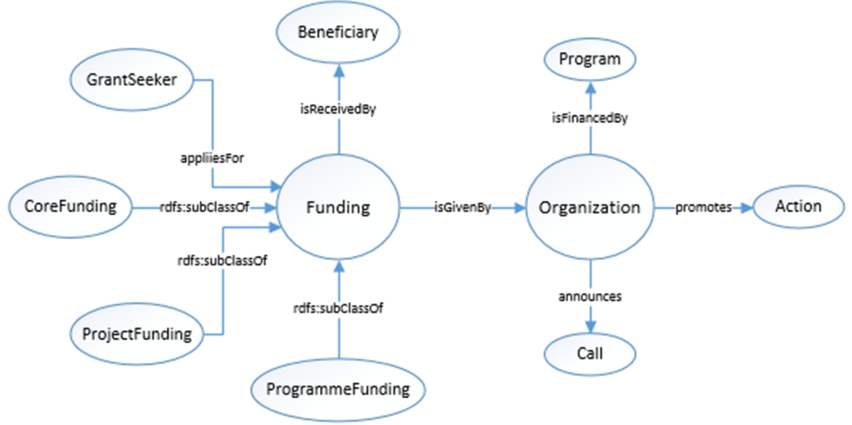 Beneficiary
Program
GrantSeeker
isReceivedBy
isFinancedBy
appliiesFor
CoreFunding
rdfs:subClassOf
Funding
isGivenBy
Organization
promotes
Action
rdfs:subClassOf
announces
rdfs:subClassOf
ProjectFunding
Call
ProgrammeFunding